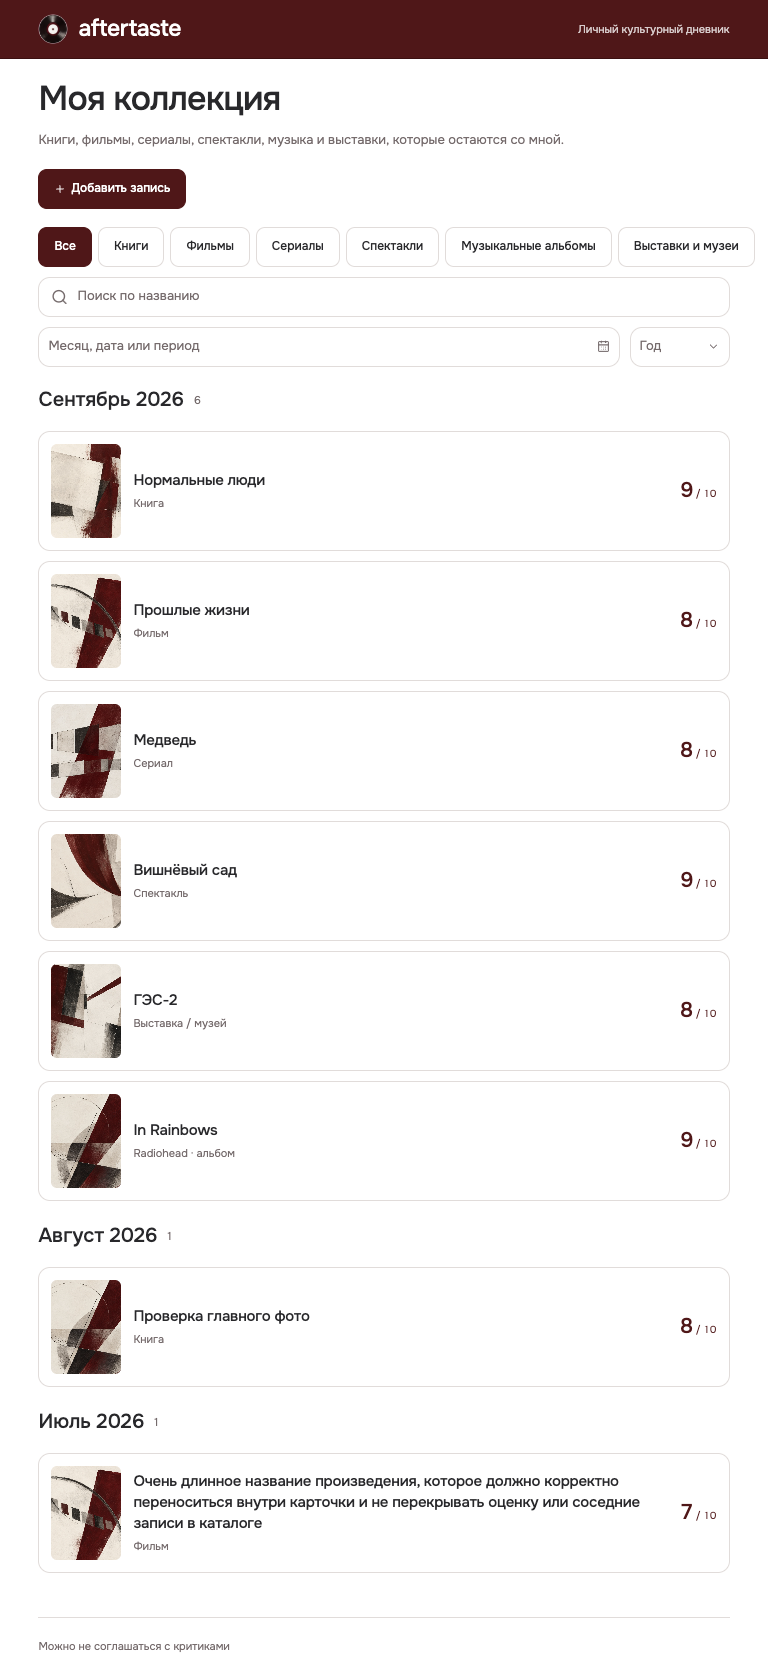 aftertaste
Личный культурный дневник
Моя коллекция
Книги, фильмы, сериалы, спектакли, музыка и выставки, которые остаются со мной.
+ Добавить запись
Все
Книги
Фильмы
Сериалы
Спектакли
Музыкальные альбомы
Выставки и музеи
Поиск по названию
Месяц, дата или период
Год
Сентябрь 2026 6
Нормальные люди
Книга
9 / 10
Прошлые жизни
Фильм
8 / 10
Медведь
Сериал
8 / 10
Вишнёвый сад
Спектакль
9 / 10
ГЭС-2
Выставка / музей
8 / 10
In Rainbows
Radiohead · альбом
9 / 10
Август 2026 1
Проверка главного фото
Книга
8 / 10
Июль 2026 1
Очень длинное название произведения, которое должно корректно
переноситься внутри карточки и не перекрывать оценку или соседние
записи в каталоге
Фильм
7 / 10
Можно не соглашаться с критиками